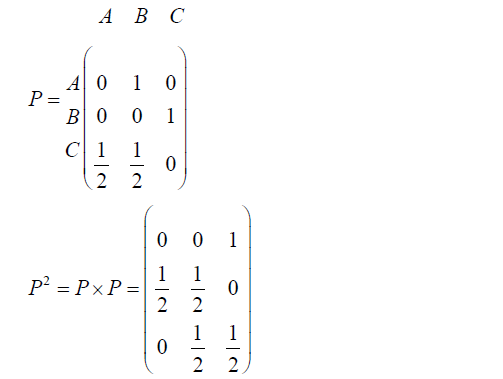 A B C
P = A 0 1 0
B 0 0 1
C 1/2 1/2 0
P² = P × P =
0 0 1
1/2 1/2 0
0 1/2 1/2